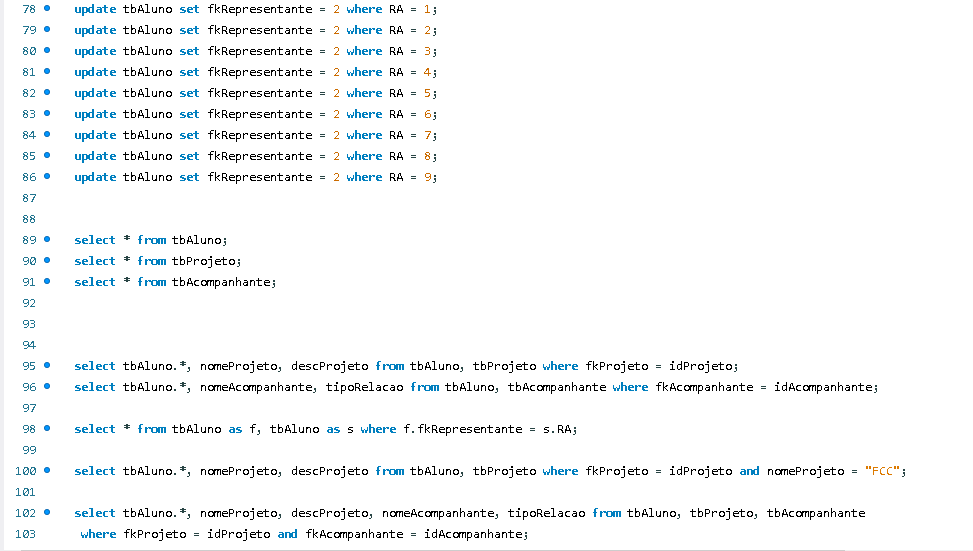 78 update tbAluno set fkRepresentante = 2 where RA = 1;
79 update tbAluno set fkRepresentante = 2 where RA = 2;
80 update tbAluno set fkRepresentante = 2 where RA = 3;
81 update tbAluno set fkRepresentante = 2 where RA = 4;
82 update tbAluno set fkRepresentante = 2 where RA = 5;
83 update tbAluno set fkRepresentante = 2 where RA = 6;
84 update tbAluno set fkRepresentante = 2 where RA = 7;
85 update tbAluno set fkRepresentante = 2 where RA = 8;
86 update tbAluno set fkRepresentante = 2 where RA = 9;
87
88
89 select * from tbAluno;
90 select * from tbProjeto;
91 select * from tbAcompanhante;
92
93
94
95 select tbAluno.*, nomeProjeto, descProjeto from tbAluno, tbProjeto where fkProjeto = idProjeto;
96 select tbAluno.*, nomeAcompanhante, tipoRelacao from tbAluno, tbAcompanhante where fkAcompanhante = idAcompanhante;
97
98 select * from tbAluno as f, tbAluno as s where f.fkRepresentante = s.RA;
99
100 select tbAluno.*, nomeProjeto, descProjeto from tbAluno, tbProjeto where fkProjeto = idProjeto and nomeProjeto = "FCC";
101
102 select tbAluno.*, nomeProjeto, descProjeto, nomeAcompanhante, tipoRelacao from tbAluno, tbProjeto, tbAcompanhante
103 where fkProjeto = idProjeto and fkAcompanhante = idAcompanhante;